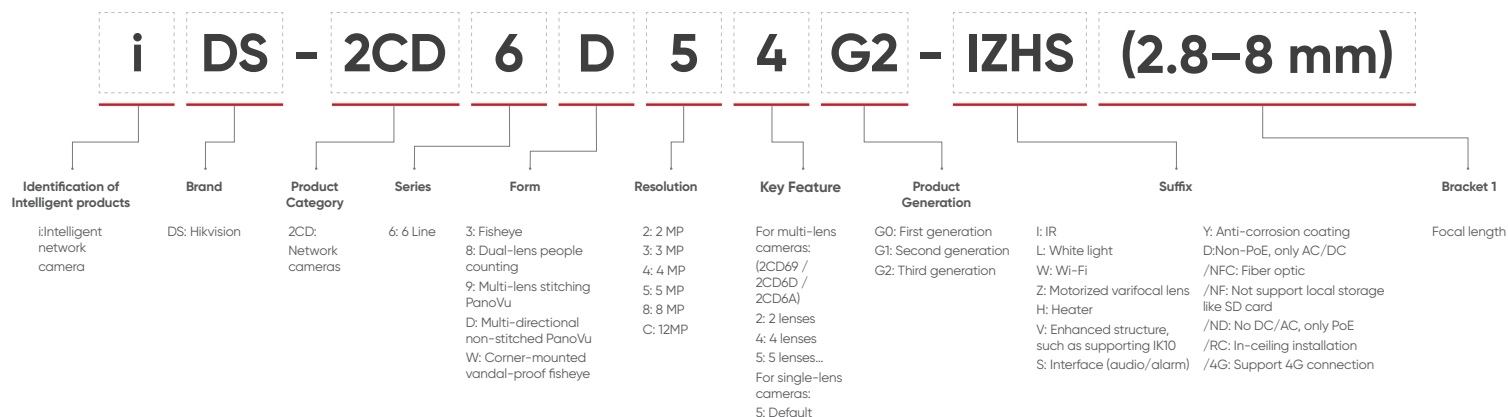 i DS - 2CD 6 D 5 4 G2 - IZHS (2.8–8 mm)
Identification of
Intelligent products
i:Intelligent
network
camera
Brand
DS: Hikvision
Product
Category
2CD:
Network
cameras
Series
6: 6 Line
Form
3: Fisheye
8: Dual-lens people
counting
9: Multi-lens stitching
PanoVu
D: Multi-directional
non-stitched PanoVu
W: Corner-mounted
vandal-proof fisheye
Resolution
2: 2 MP
3: 3 MP
4: 4 MP
5: 5 MP
8: 8 MP
C: 12MP
Key Feature
For multi-lens
cameras:
(2CD69 /
2CD6D /
2CD6A)
2: 2 lenses
4: 4 lenses
5: 5 lenses...
For single-lens
cameras:
5: Default
Product
Generation
G0: First generation
G1: Second generation
G2: Third generation
Suffix
I: IR
L: White light
W: Wi-Fi
Z: Motorized varifocal lens
H: Heater
V: Enhanced structure,
such as supporting IK10
S: Interface (audio/alarm)
Y: Anti-corrosion coating
D:Non-PoE, only AC/DC
/NFC: Fiber optic
/NF: Not support local storage
like SD card
/ND: No DC/AC, only PoE
/RC: In-ceiling installation
/4G: Support 4G connection
Bracket 1
Focal length